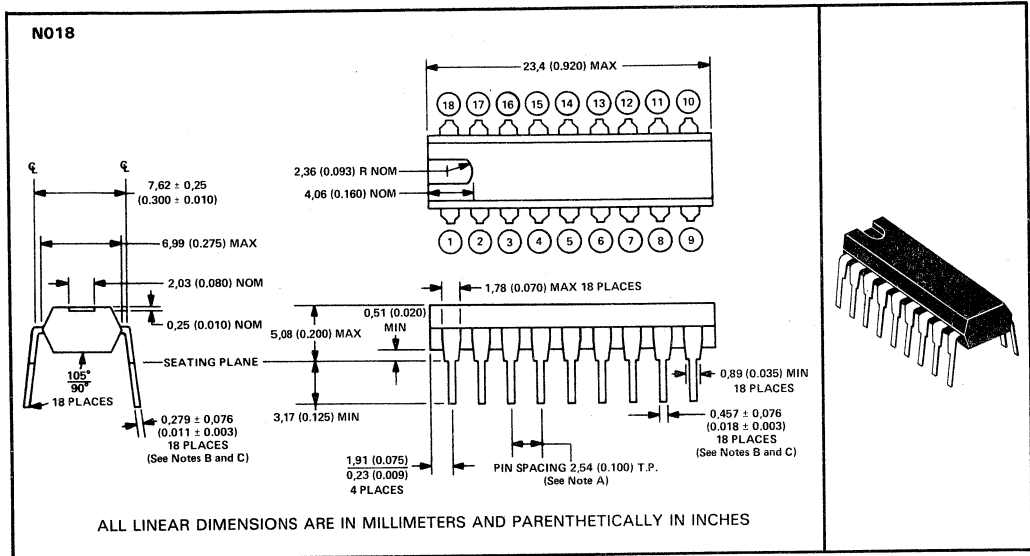 N018
23,4 (0.920) MAX
18 17 16 15 14 13 12 11 10
2,36 (0.093) R NOM
4,06 (0.160) NOM
1 2 3 4 5 6 7 8 9
℄ ℄
7,62 ± 0,25
(0.300 ± 0.010)
6,99 (0.275) MAX
2,03 (0.080) NOM
0,25 (0.010) NOM
105°
90°
18 PLACES
0,279 ± 0,076
(0.011 ± 0.003)
18 PLACES
(See Notes B and C)
1,78 (0.070) MAX 18 PLACES
0,51 (0.020)
MIN
5,08 (0.200) MAX
SEATING PLANE
3,17 (0.125) MIN
0,89 (0.035) MIN
18 PLACES
0,457 ± 0,076
(0.018 ± 0.003)
18 PLACES
(See Notes B and C)
1,91 (0.075)
0,23 (0.009)
4 PLACES
PIN SPACING 2,54 (0.100) T.P.
(See Note A)
ALL LINEAR DIMENSIONS ARE IN MILLIMETERS AND PARENTHETICALLY IN INCHES